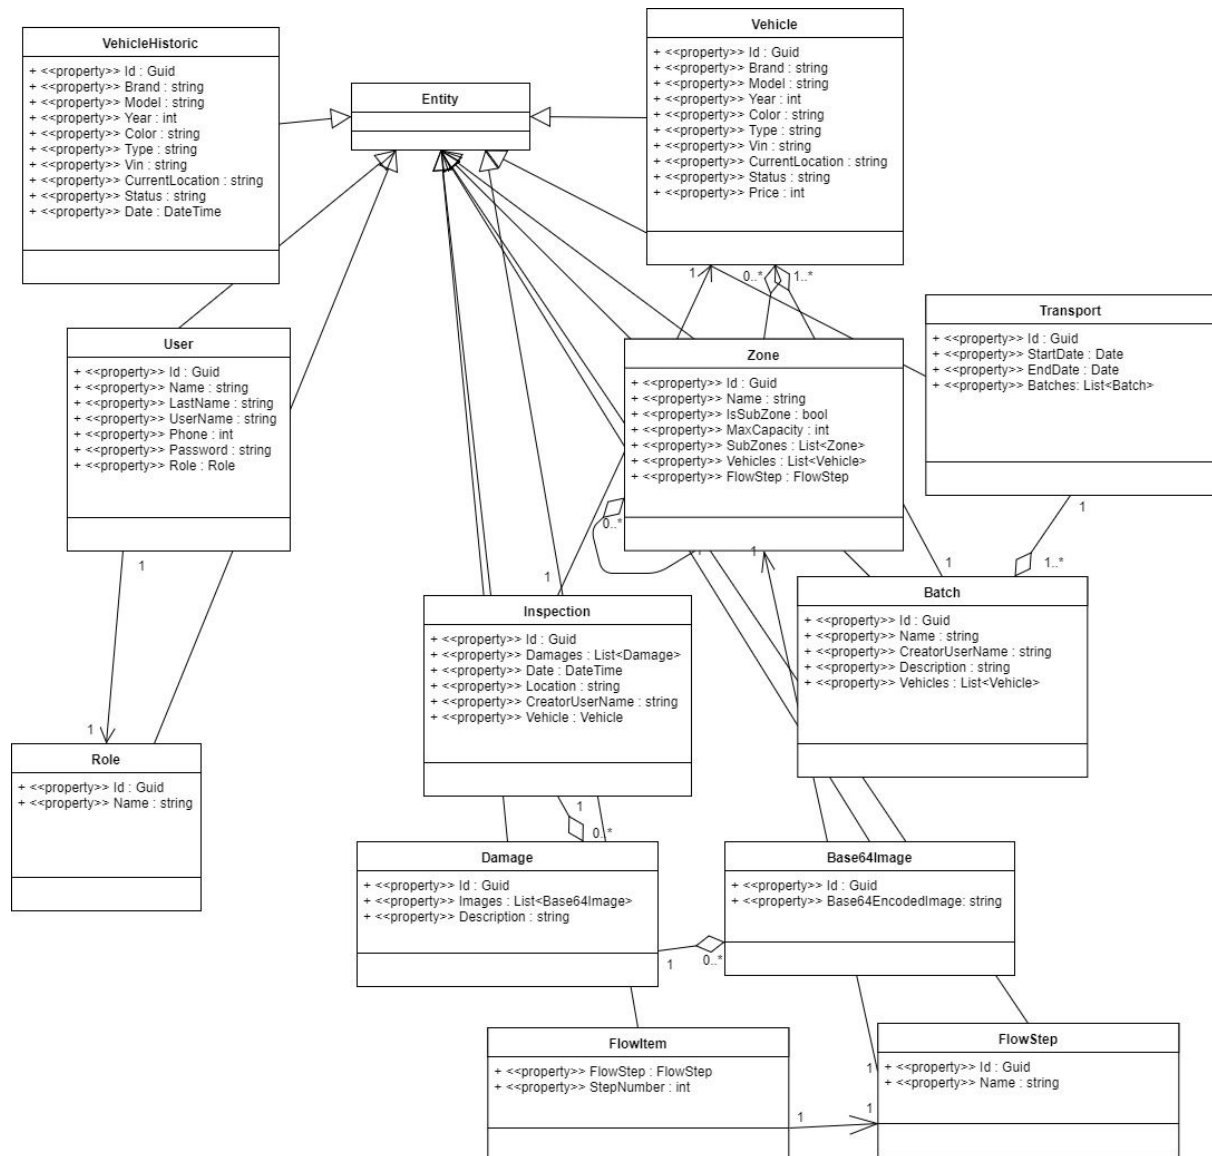 VehicleHistoric
+ <<property>> Id : Guid
+ <<property>> Brand : string
+ <<property>> Model : string
+ <<property>> Year : int
+ <<property>> Color : string
+ <<property>> Type : string
+ <<property>> Vin : string
+ <<property>> CurrentLocation : string
+ <<property>> Status : string
+ <<property>> Date : DateTime
Entity
Vehicle
+ <<property>> Id : Guid
+ <<property>> Brand : string
+ <<property>> Model : string
+ <<property>> Year : int
+ <<property>> Color : string
+ <<property>> Type : string
+ <<property>> Vin : string
+ <<property>> CurrentLocation : string
+ <<property>> Status : string
+ <<property>> Price : int
1
0..*
1..*
User
+ <<property>> Id : Guid
+ <<property>> Name : string
+ <<property>> LastName : string
+ <<property>> UserName : string
+ <<property>> Phone : int
+ <<property>> Password : string
+ <<property>> Role : Role
1
Zone
+ <<property>> Id : Guid
+ <<property>> Name : string
+ <<property>> IsSubZone : bool
+ <<property>> MaxCapacity : int
+ <<property>> SubZones : List<Zone>
+ <<property>> Vehicles : List<Vehicle>
+ <<property>> FlowStep : FlowStep
0..*
1
Transport
+ <<property>> Id : Guid
+ <<property>> StartDate : Date
+ <<property>> EndDate : Date
+ <<property>> Batches: List<Batch>
1
1..*
1
1
Inspection
+ <<property>> Id : Guid
+ <<property>> Damages : List<Damage>
+ <<property>> Date : DateTime
+ <<property>> Location : string
+ <<property>> CreatorUserName : string
+ <<property>> Vehicle : Vehicle
1
0..*
Batch
+ <<property>> Id : Guid
+ <<property>> Name : string
+ <<property>> CreatorUserName : string
+ <<property>> Description : string
+ <<property>> Vehicles : List<Vehicle>
1
Role
+ <<property>> Id : Guid
+ <<property>> Name : string
Damage
+ <<property>> Id : Guid
+ <<property>> Images : List<Base64Image>
+ <<property>> Description : string
1
0..*
Base64Image
+ <<property>> Id : Guid
+ <<property>> Base64EncodedImage: string
FlowItem
+ <<property>> FlowStep : FlowStep
+ <<property>> StepNumber : int
1
1
1
FlowStep
+ <<property>> Id : Guid
+ <<property>> Name : string